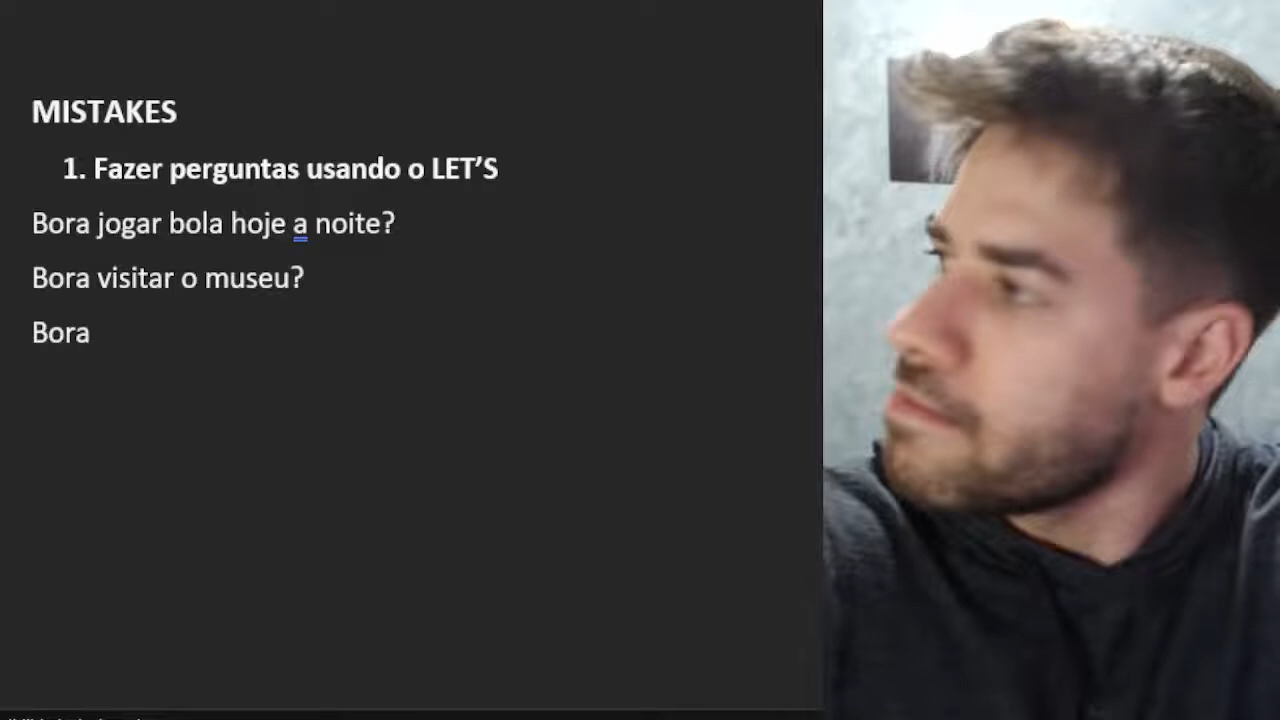 MISTAKES
1. Fazer perguntas usando o LET’S
Bora jogar bola hoje a noite?
Bora visitar o museu?
Bora